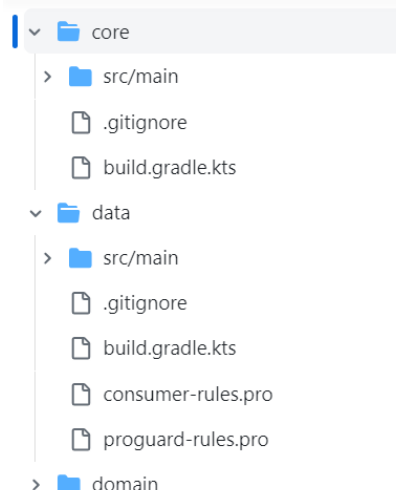 core
src/main
.gitignore
build.gradle.kts
data
src/main
.gitignore
build.gradle.kts
consumer-rules.pro
proguard-rules.pro
domain